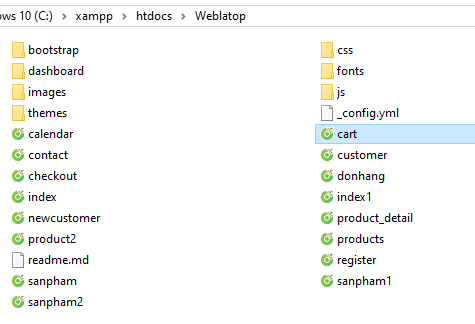 ows 10 (C:) > xampp > htdocs > Weblatop
bootstrap
css
dashboard
fonts
images
js
themes
_config.yml
calendar
cart
contact
customer
checkout
donhang
index
index1
newcustomer
product_detail
product2
products
readme.md
register
sanpham
sanpham1
sanpham2